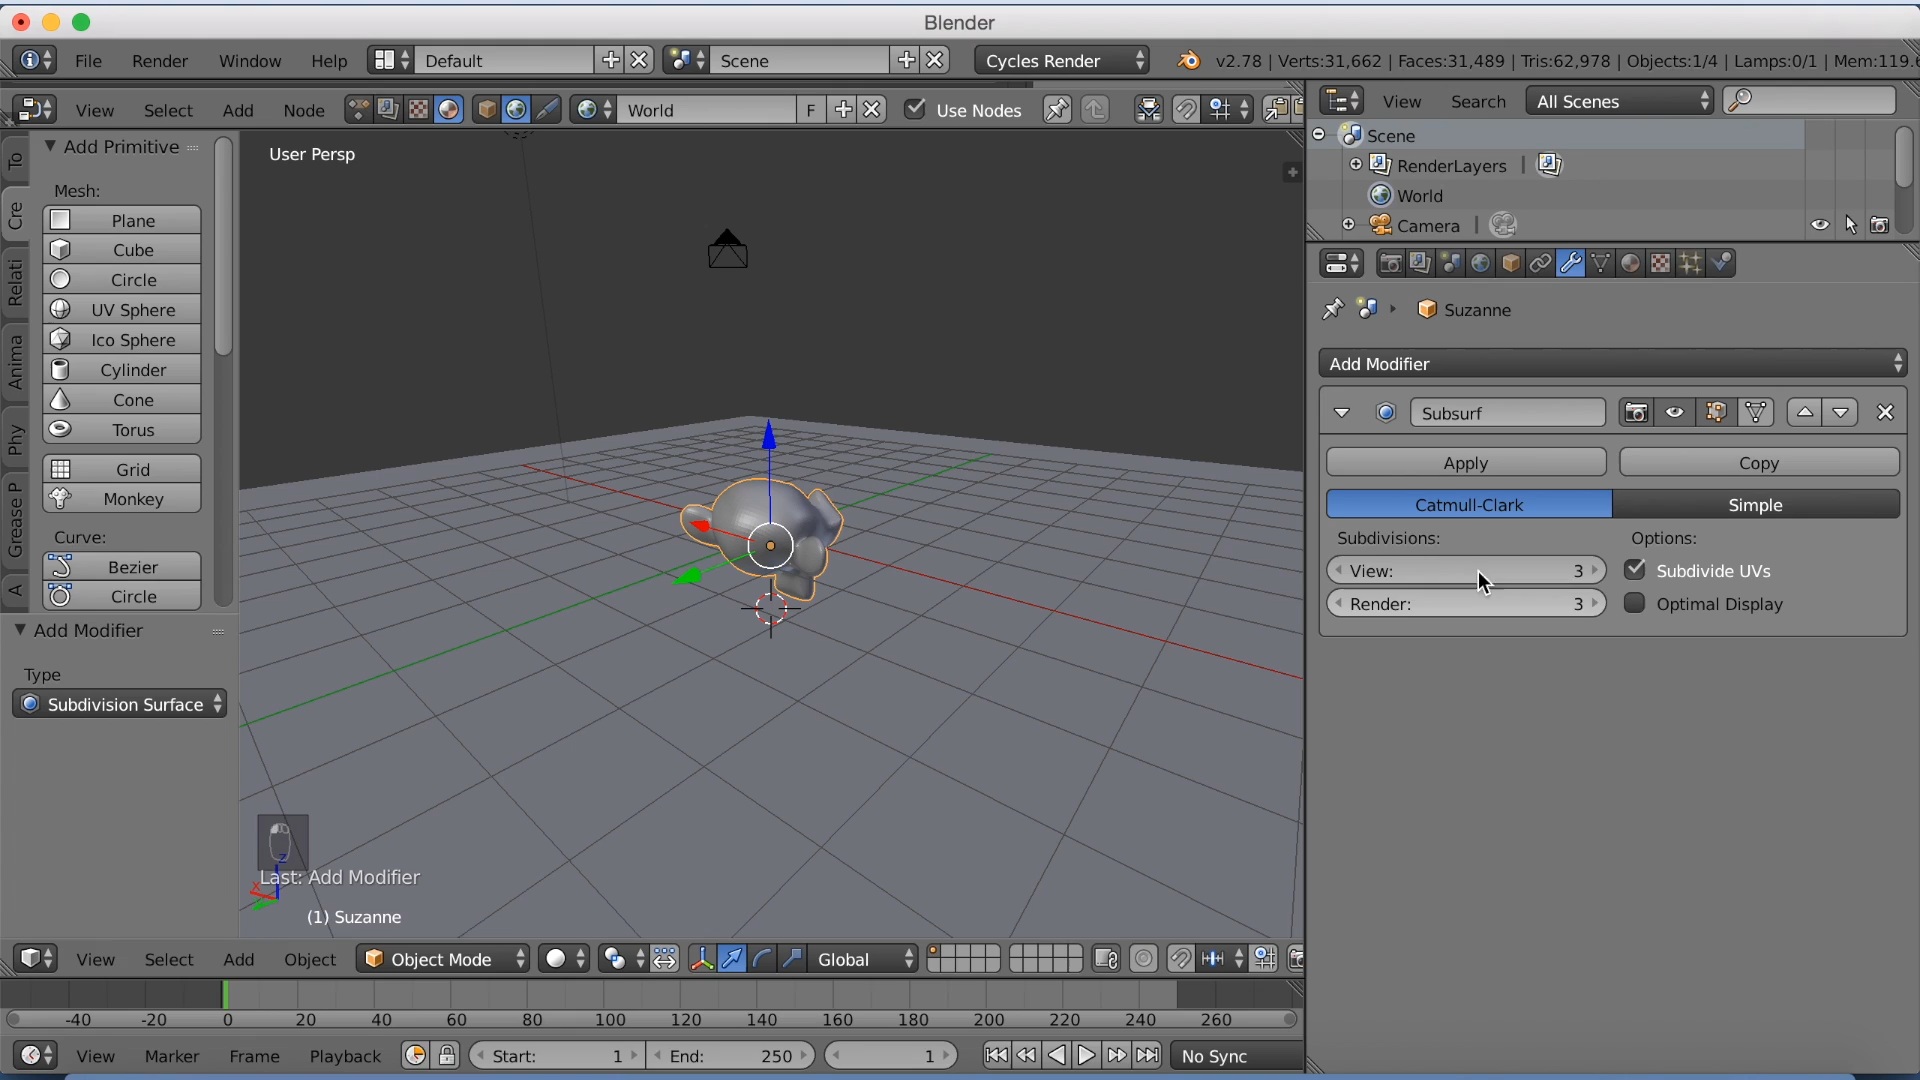 Blender
File Render Window Help Default Scene Cycles Render v2.78 | Verts:31,662 | Faces:31,489 | Tris:62,978 | Objects:1/4 | Lamps:0/1 | Mem:119.
View Select Add Node World F Use Nodes
View Search All Scenes
Scene
RenderLayers |
World
Camera |
To
Cre
Relati
Anima
Phy
Grease P
A
Add Primitive
Mesh:
Plane
Cube
Circle
UV Sphere
Ico Sphere
Cylinder
Cone
Torus
Grid
Monkey
Curve:
Bezier
Circle
Add Modifier
Type
Subdivision Surface
User Persp
Z
X
Last: Add Modifier
(1) Suzanne
Suzanne
Add Modifier
Subsurf
Apply Copy
Catmull-Clark Simple
Subdivisions: Options:
View: 3 Subdivide UVs
Render: 3 Optimal Display
View Select Add Object Object Mode Global
-40 -20 0 20 40 60 80 100 120 140 160 180 200 220 240 260
View Marker Frame Playback Start: 1 End: 250 1 No Sync